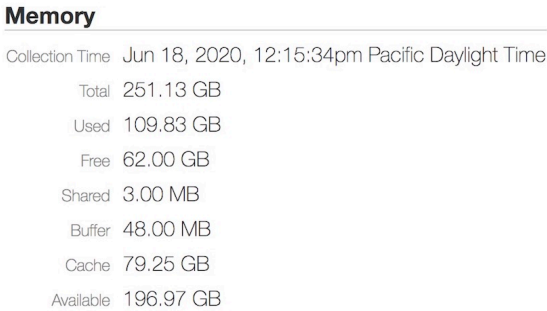 Memory
Collection Time Jun 18, 2020, 12:15:34pm Pacific Daylight Time
Total 251.13 GB
Used 109.83 GB
Free 62.00 GB
Shared 3.00 MB
Buffer 48.00 MB
Cache 79.25 GB
Available 196.97 GB